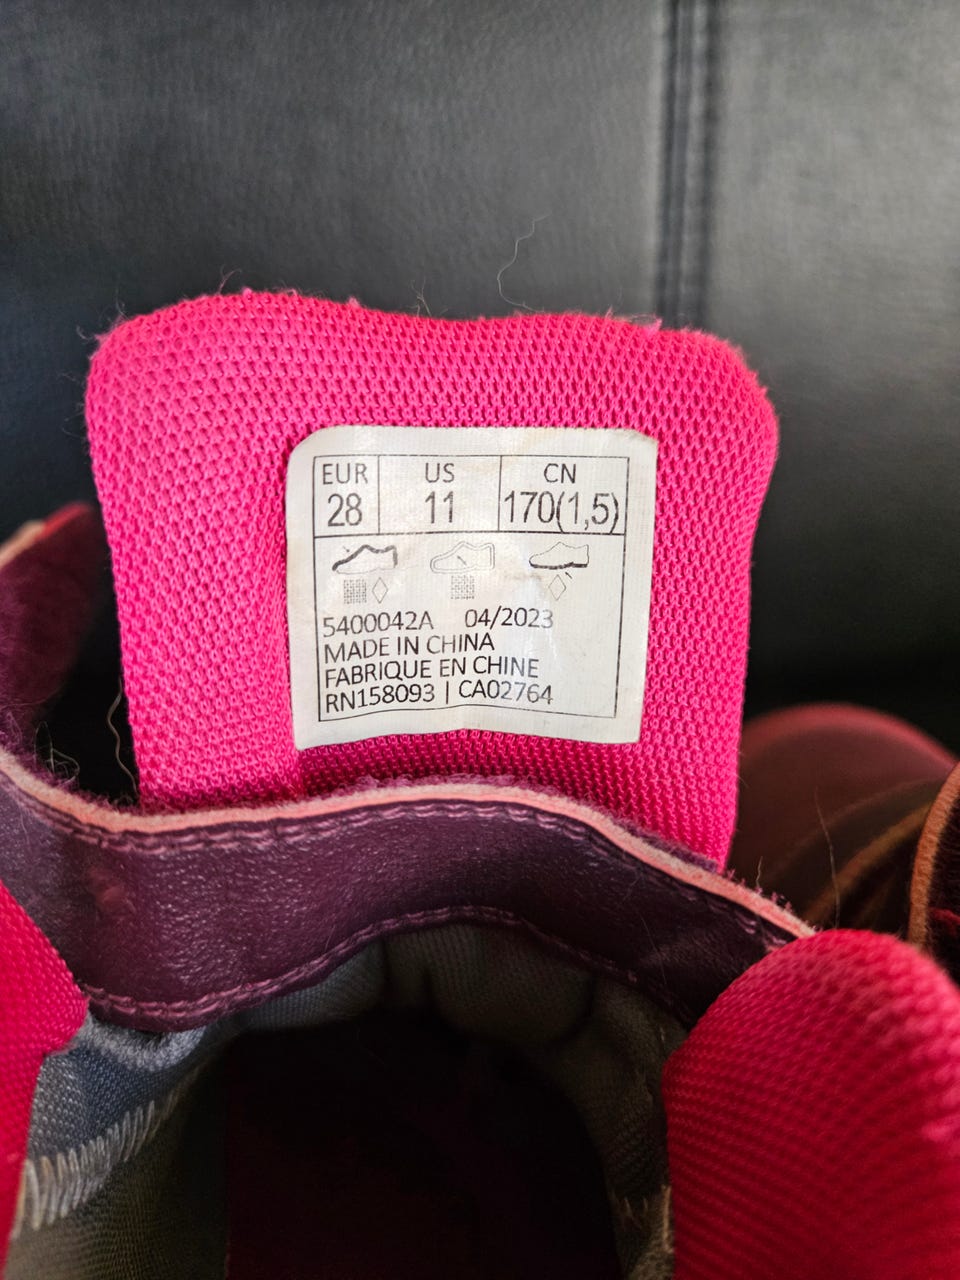 EUR US CN
28 11 170(1,5)
5400042A 04/2023
MADE IN CHINA
FABRIQUE EN CHINE
RN158093 | CA02764